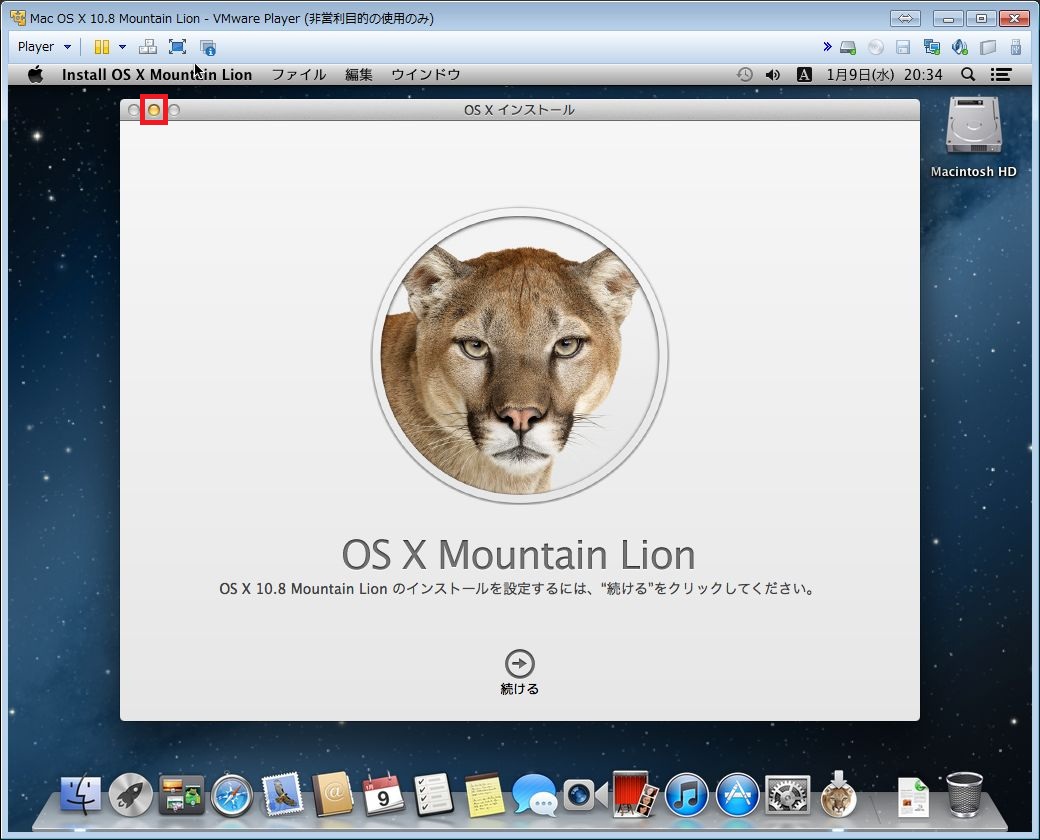 Mac OS X 10.8 Mountain Lion - VMware Player (非営利目的の使用のみ)
Player
Install OS X Mountain Lion ファイル 編集 ウインドウ A 1月9日(水) 20:34
OS X インストール
Macintosh HD
OS X Mountain Lion
OS X 10.8 Mountain Lion のインストールを設定するには、“続ける”をクリックしてください。
続ける
9